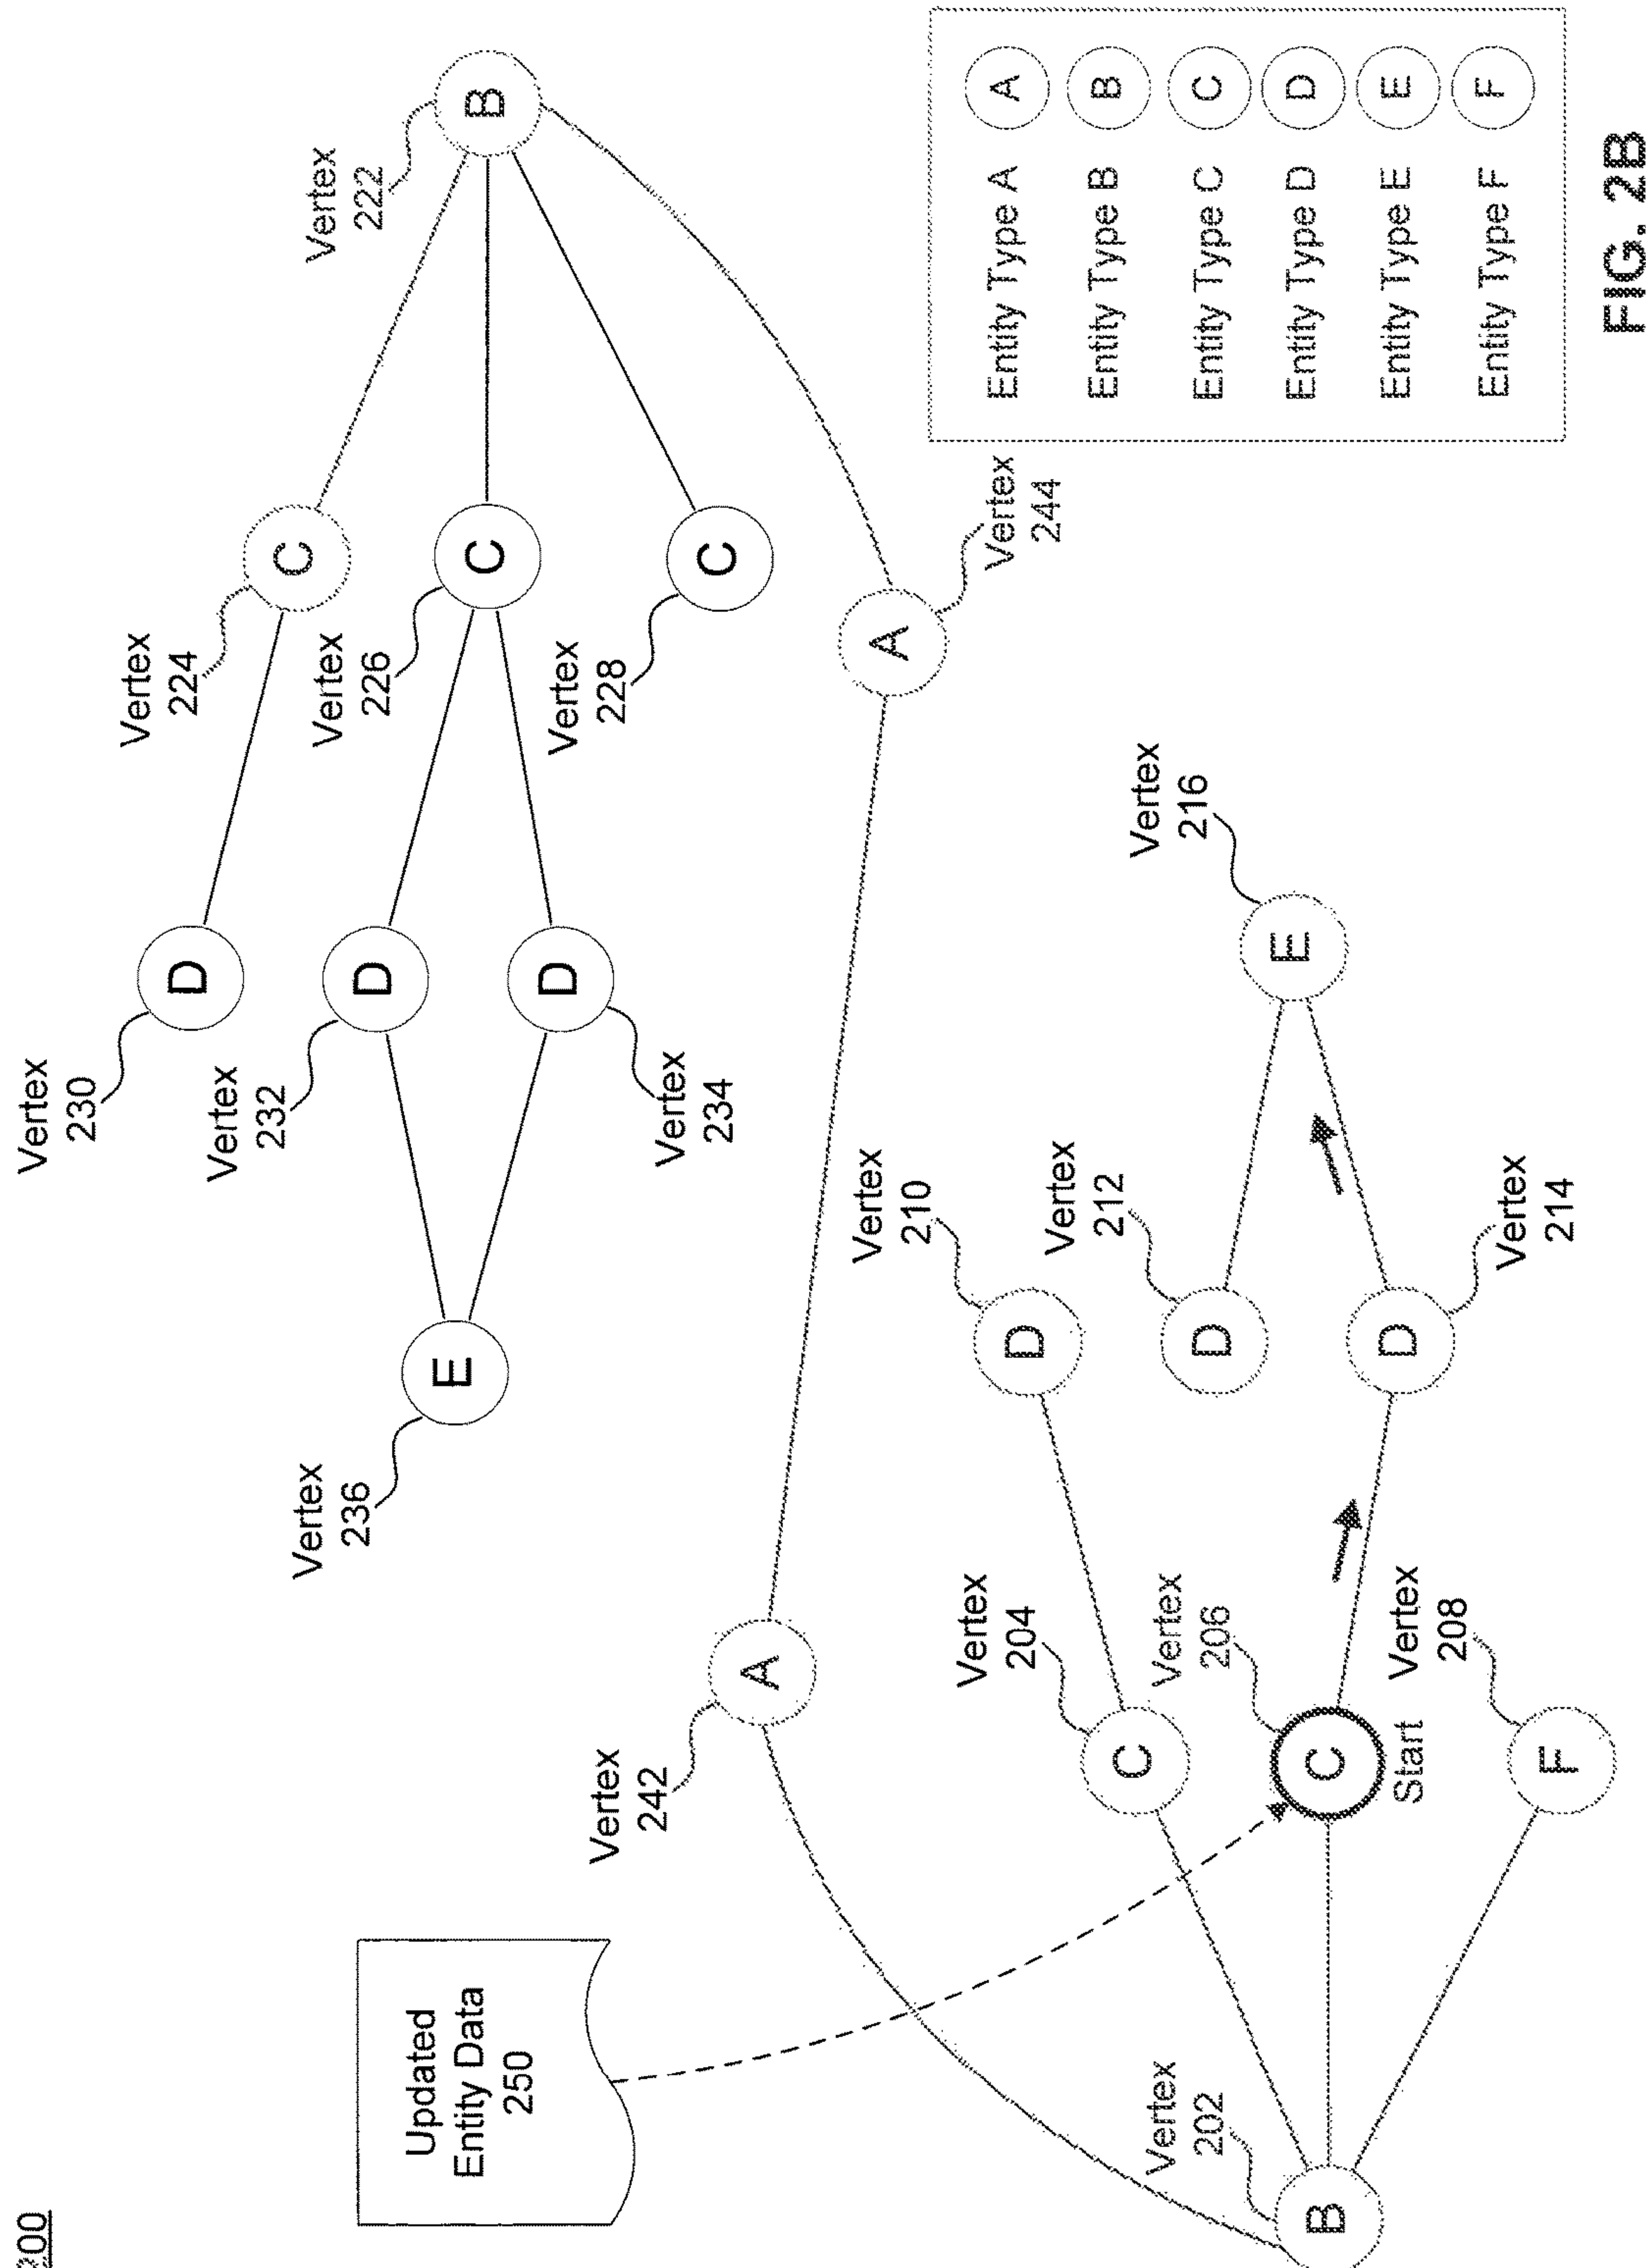 200
Vertex
230
D
Vertex
224
Vertex
232
D
C
Vertex
236
Vertex
222
Vertex
226
Updated
Entity Data
250
E
D
C
B
Vertex
234
Vertex
228
C
Vertex
242
A
A
Vertex
244
Vertex
210
D
Vertex
204
C
Vertex
212
D
Vertex
216
E
Vertex
202
B
Vertex
206
C
Start
D
Vertex
214
Vertex
208
F
Entity Type A A
Entity Type B B
Entity Type C C
Entity Type D D
Entity Type E E
Entity Type F F
FIG. 2B